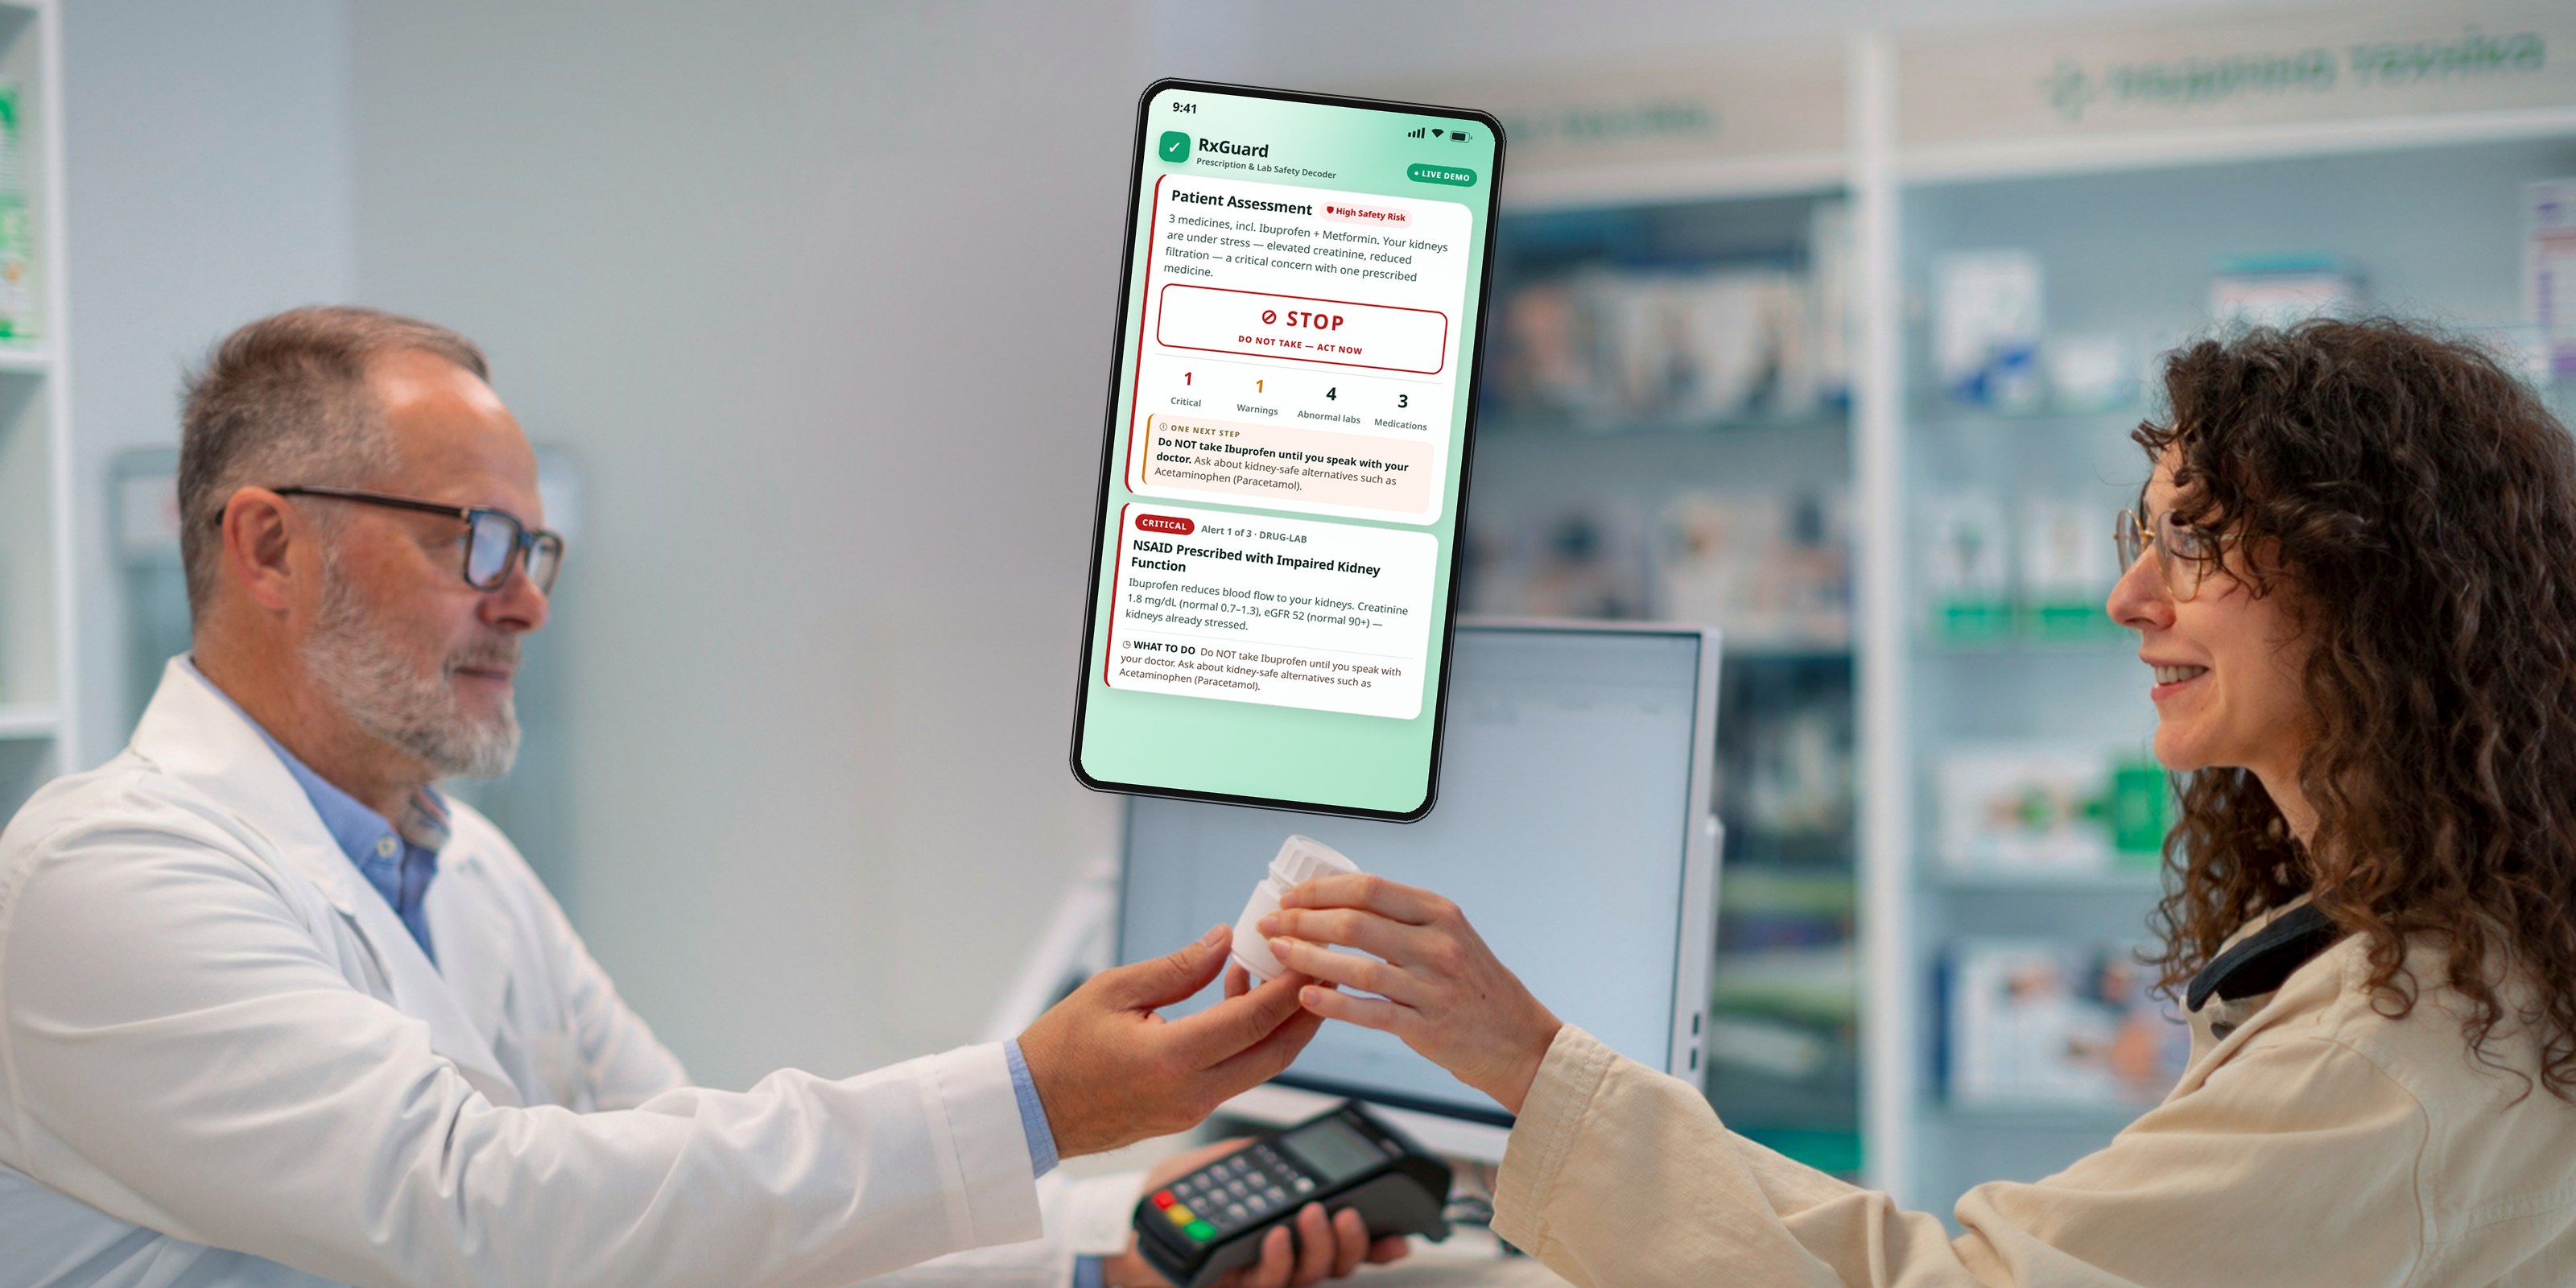 9:41
RxGuard
Prescription & Lab Safety Decoder
● LIVE DEMO
Patient Assessment
High Safety Risk
3 medicines, incl. Ibuprofen + Metformin. Your kidneys
are under stress — elevated creatinine, reduced
filtration — a critical concern with one prescribed
medicine.
STOP
DO NOT TAKE — ACT NOW
1 1 4 3
Critical Warnings Abnormal labs Medications
ONE NEXT STEP
Do NOT take Ibuprofen until you speak with your
doctor. Ask about kidney-safe alternatives such as
Acetaminophen (Paracetamol).
CRITICAL Alert 1 of 3 · DRUG-LAB
NSAID Prescribed with Impaired Kidney
Function
Ibuprofen reduces blood flow to your kidneys. Creatinine
1.8 mg/dL (normal 0.7–1.3), eGFR 52 (normal 90+) —
kidneys already stressed.
WHAT TO DO Do NOT take Ibuprofen until you speak with
your doctor. Ask about kidney-safe alternatives such as
Acetaminophen (Paracetamol).